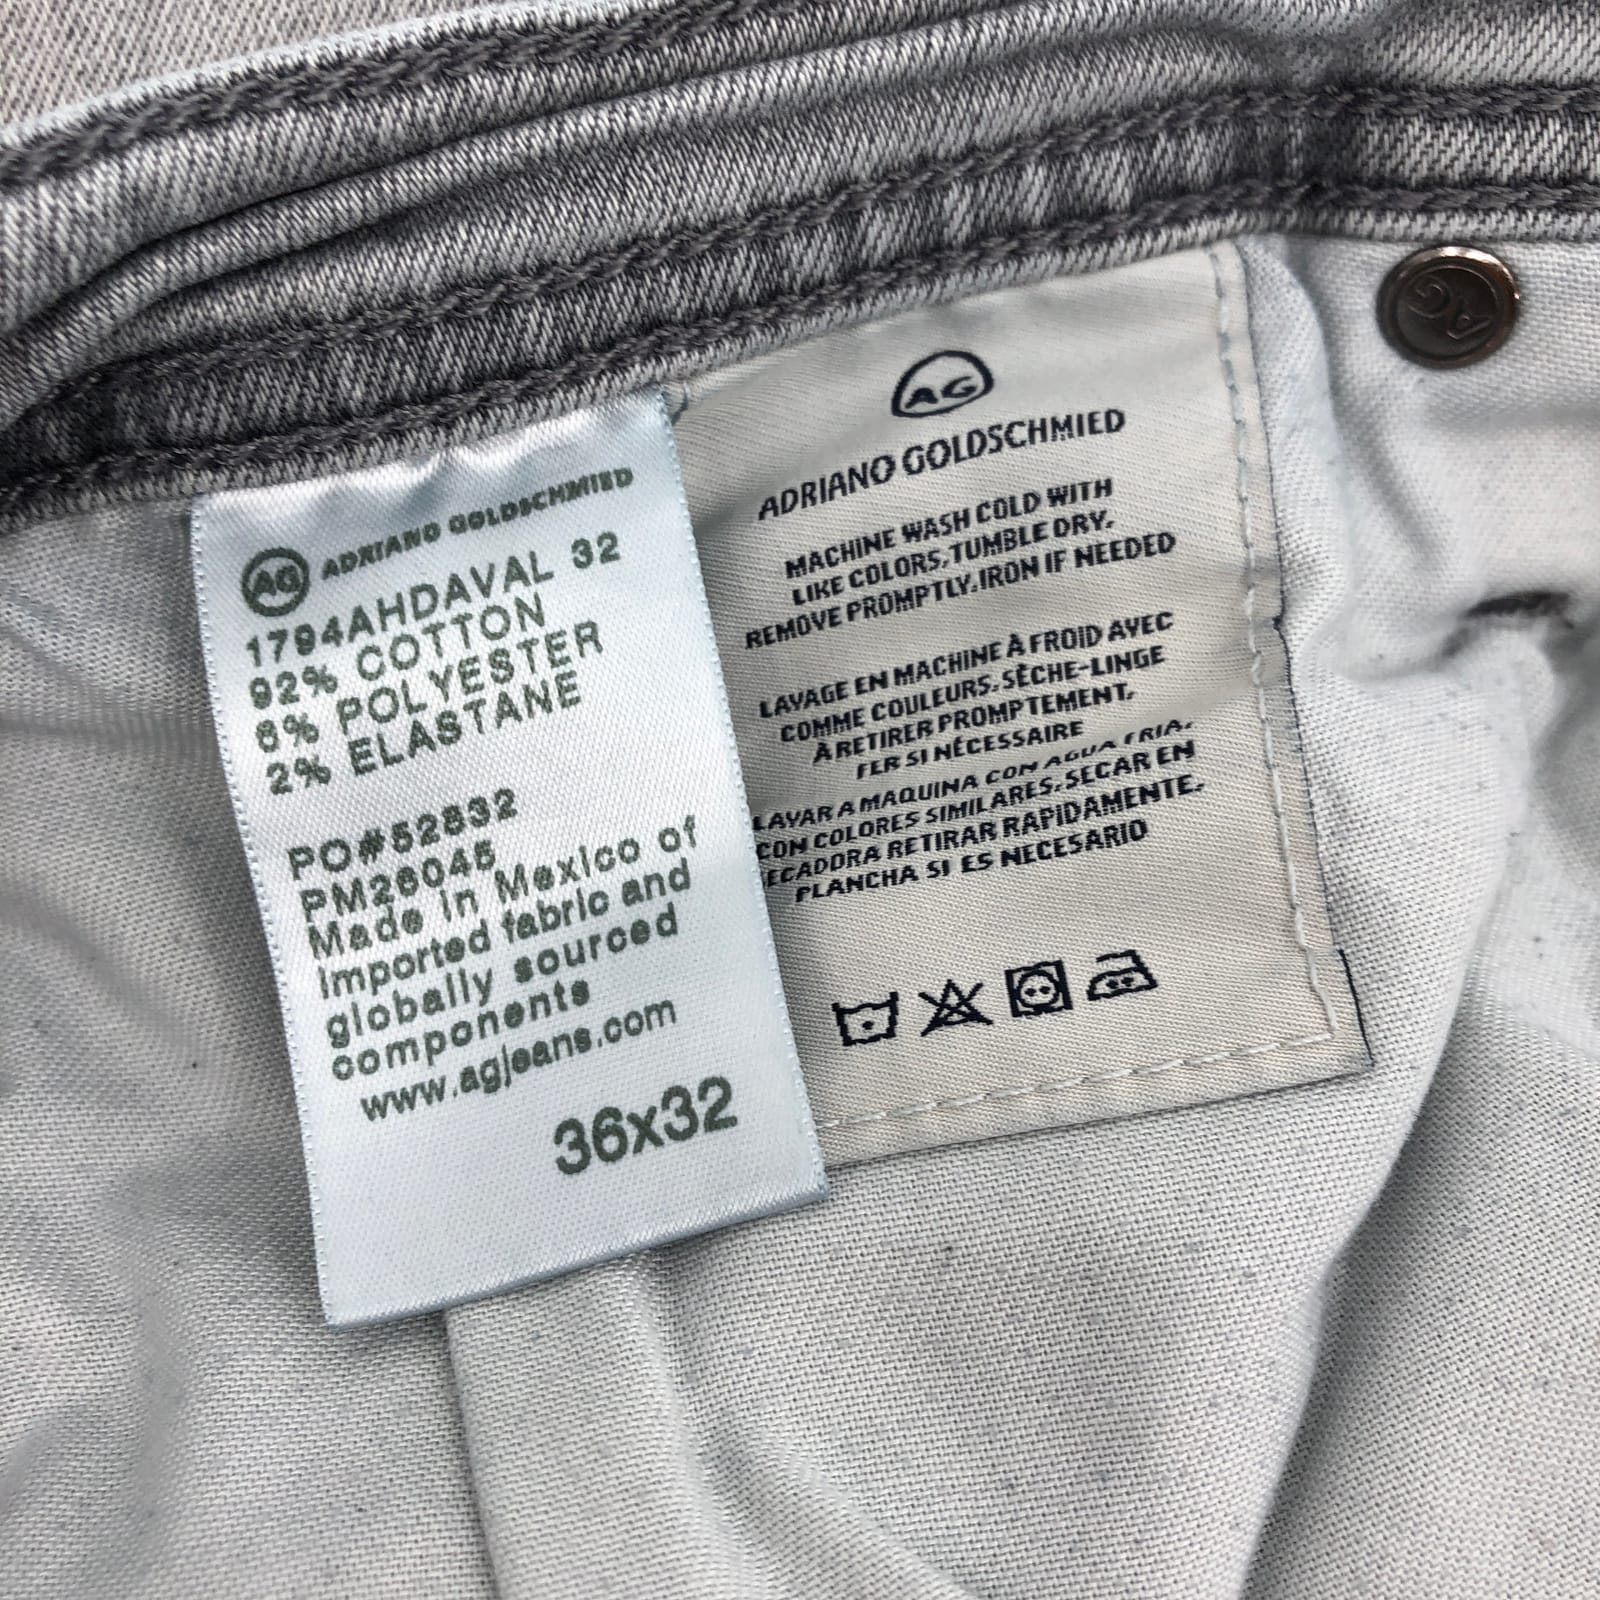 AG ADRIANO GOLDSCHMIED
1794AHDAVAL 32
92% COTTON
6% POLYESTER
2% ELASTANE
PO#52832
PM26045
Made in Mexico of
Imported fabric and
globally sourced
components
www.agjeans.com
36x32
AG
ADRIANO GOLDSCHMIED
MACHINE WASH COLD WITH
LIKE COLORS, TUMBLE DRY.
REMOVE PROMPTLY. IRON IF NEEDED
LAVAGE EN MACHINE À FROID AVEC
COMME COULEURS. SÈCHE-LINGE
À RETIRER PROMPTEMENT,
FER SI NÉCESSAIRE
LAVAR A MAQUINA CON AGUA FRIA.
CON COLORES SIMILARES. SECAR EN
ECADORA RETIRAR RAPIDAMENTE.
PLANCHA SI ES NECESARIO
AG